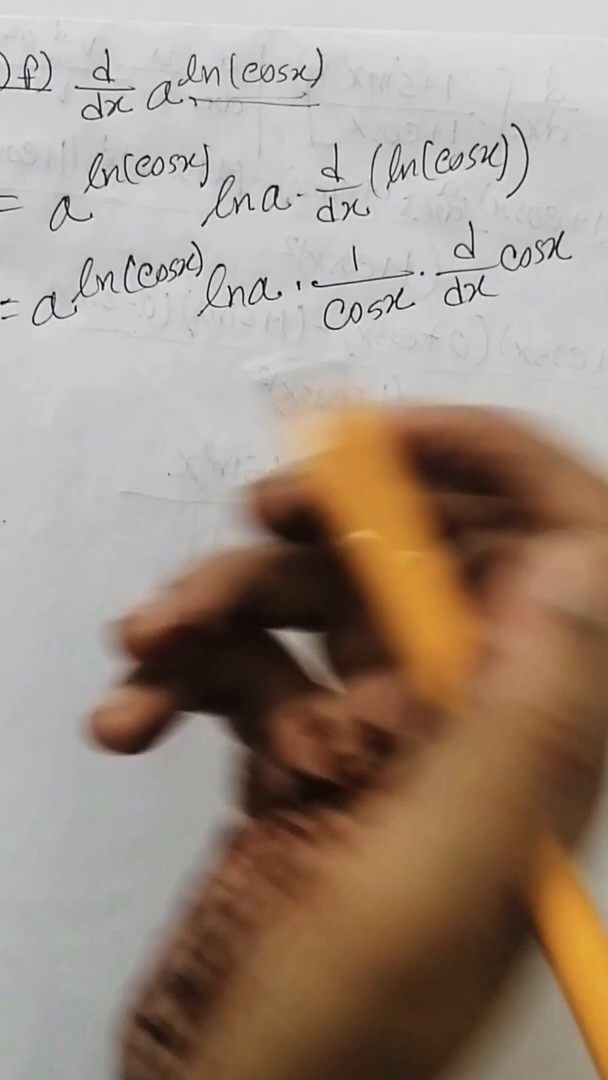 )f) d/dx a^ln(cosx)
= a^ln(cosx) lna · d/dx (ln(cosx))
= a^ln(cosx) lna · 1/cosx · d/dx cosx